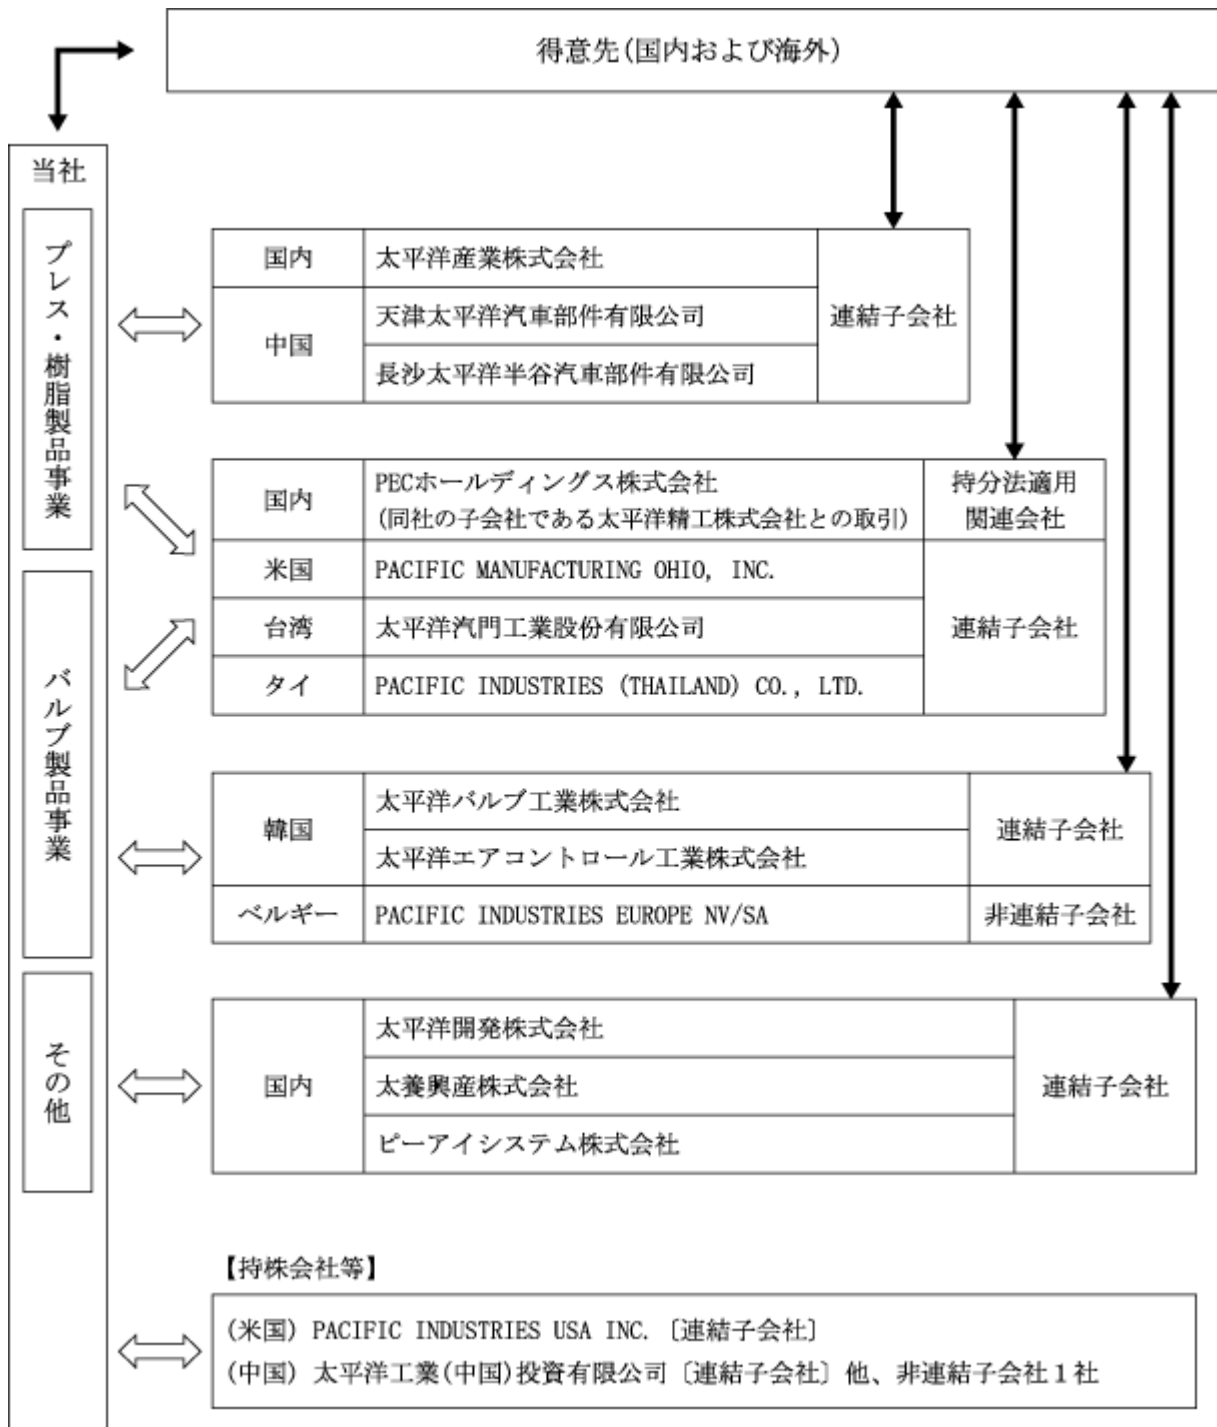 得意先(国内および海外)
当社
プレス・樹脂製品事業
国内
太平洋産業株式会社
中国
天津太平洋汽車部件有限公司
長沙太平洋半谷汽車部件有限公司
連結子会社
国内
PECホールディングス株式会社
(同社の子会社である太平洋精工株式会社との取引)
持分法適用
関連会社
米国
PACIFIC MANUFACTURING OHIO, INC.
台湾
太平洋汽門工業股份有限公司
タイ
PACIFIC INDUSTRIES (THAILAND) CO., LTD.
連結子会社
バルブ製品事業
韓国
太平洋バルブ工業株式会社
太平洋エアコントロール工業株式会社
連結子会社
ベルギー
PACIFIC INDUSTRIES EUROPE NV/SA
非連結子会社
その他
国内
太平洋開発株式会社
太養興産株式会社
ピーアイシステム株式会社
連結子会社
【持株会社等】
(米国) PACIFIC INDUSTRIES USA INC.〔連結子会社〕
(中国) 太平洋工業(中国)投資有限公司〔連結子会社〕他、非連結子会社1社